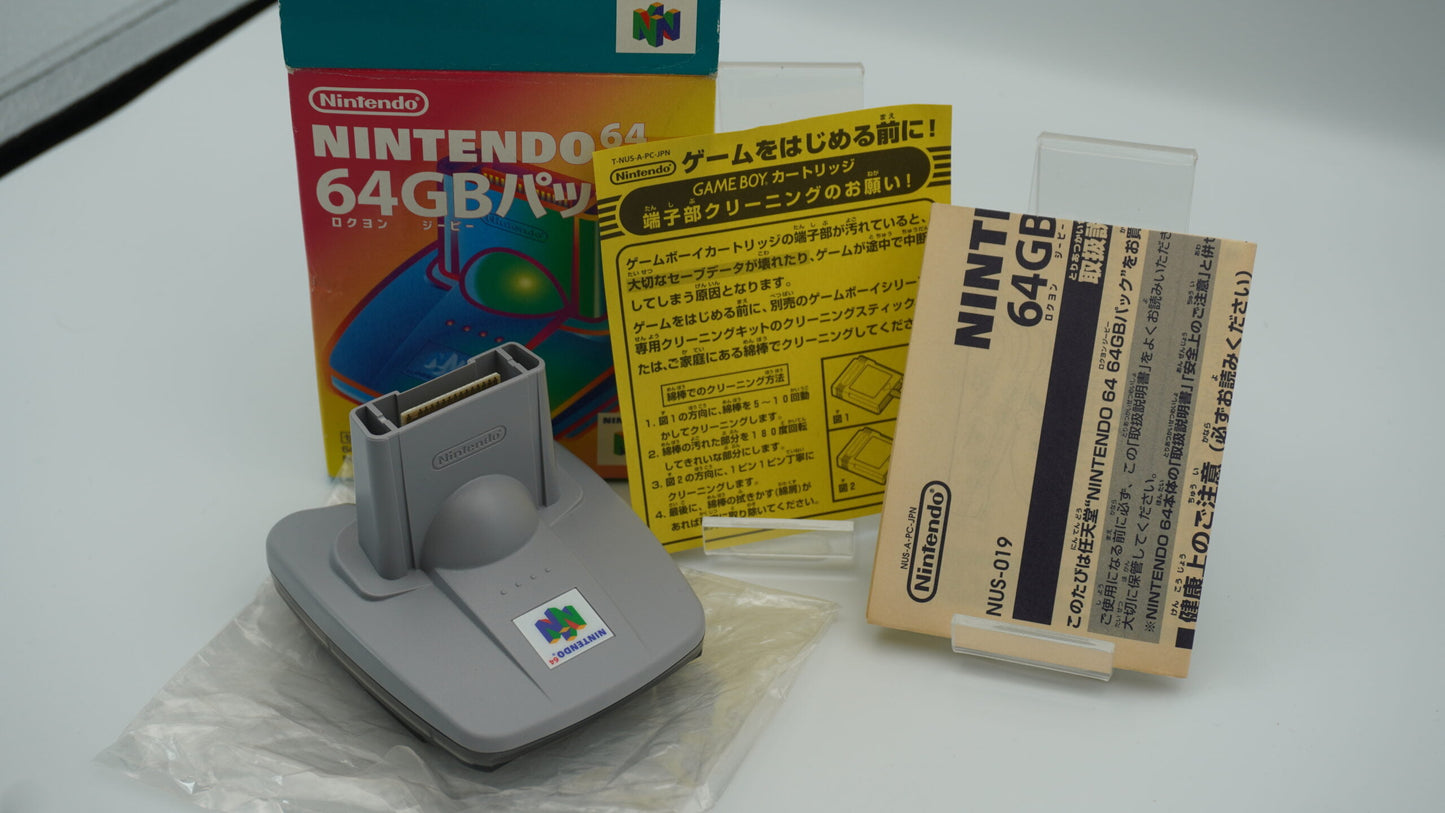 Nintendo
NINTENDO 64
64GBパッ
ロクヨン ジービー
Nintendo
NINTENDO 64
T-NUS-A-PC-JPN
Nintendo
ゲームをはじめる前に!
GAME BOY カートリッジ
端子部クリーニングのお願い!
ゲームボーイカートリッジの端子部が汚れていると、
大切なセーブデータが壊れたり、ゲームが途中で中断
してしまう原因となります。
ゲームをはじめる前に、別売のゲームボーイシリー
専用クリーニングキットのクリーニングスティック
たは、ご家庭にある綿棒でクリーニングしてくださ
綿棒でのクリーニング方法
1. 図1の方向に、綿棒を5~10回動
かしてクリーニングします。
2. 綿棒の汚れた部分を180度回転
してきれいな部分にします。
3. 図2の方向に、1ピン1ピン丁寧に
クリーニングします。
4. 最後に、綿棒の拭きかす(綿屑)が
あれば に取り除いてください。
図1
図2
NINT
64GB
ロクヨン ジービー
NUS-A-PC-JPN
Nintendo
NUS-019
取扱説
このたびは任天堂“NINTENDO 64 64GBパック”をお買
ご使用になる前に必ず、この「取扱説明書」をよくお読みいただき
大切に保管してください。
※NINTENDO 64本体の「取扱説明書」「安全上のご注意」と併せ
健康上のご注意(必ずお読みください)